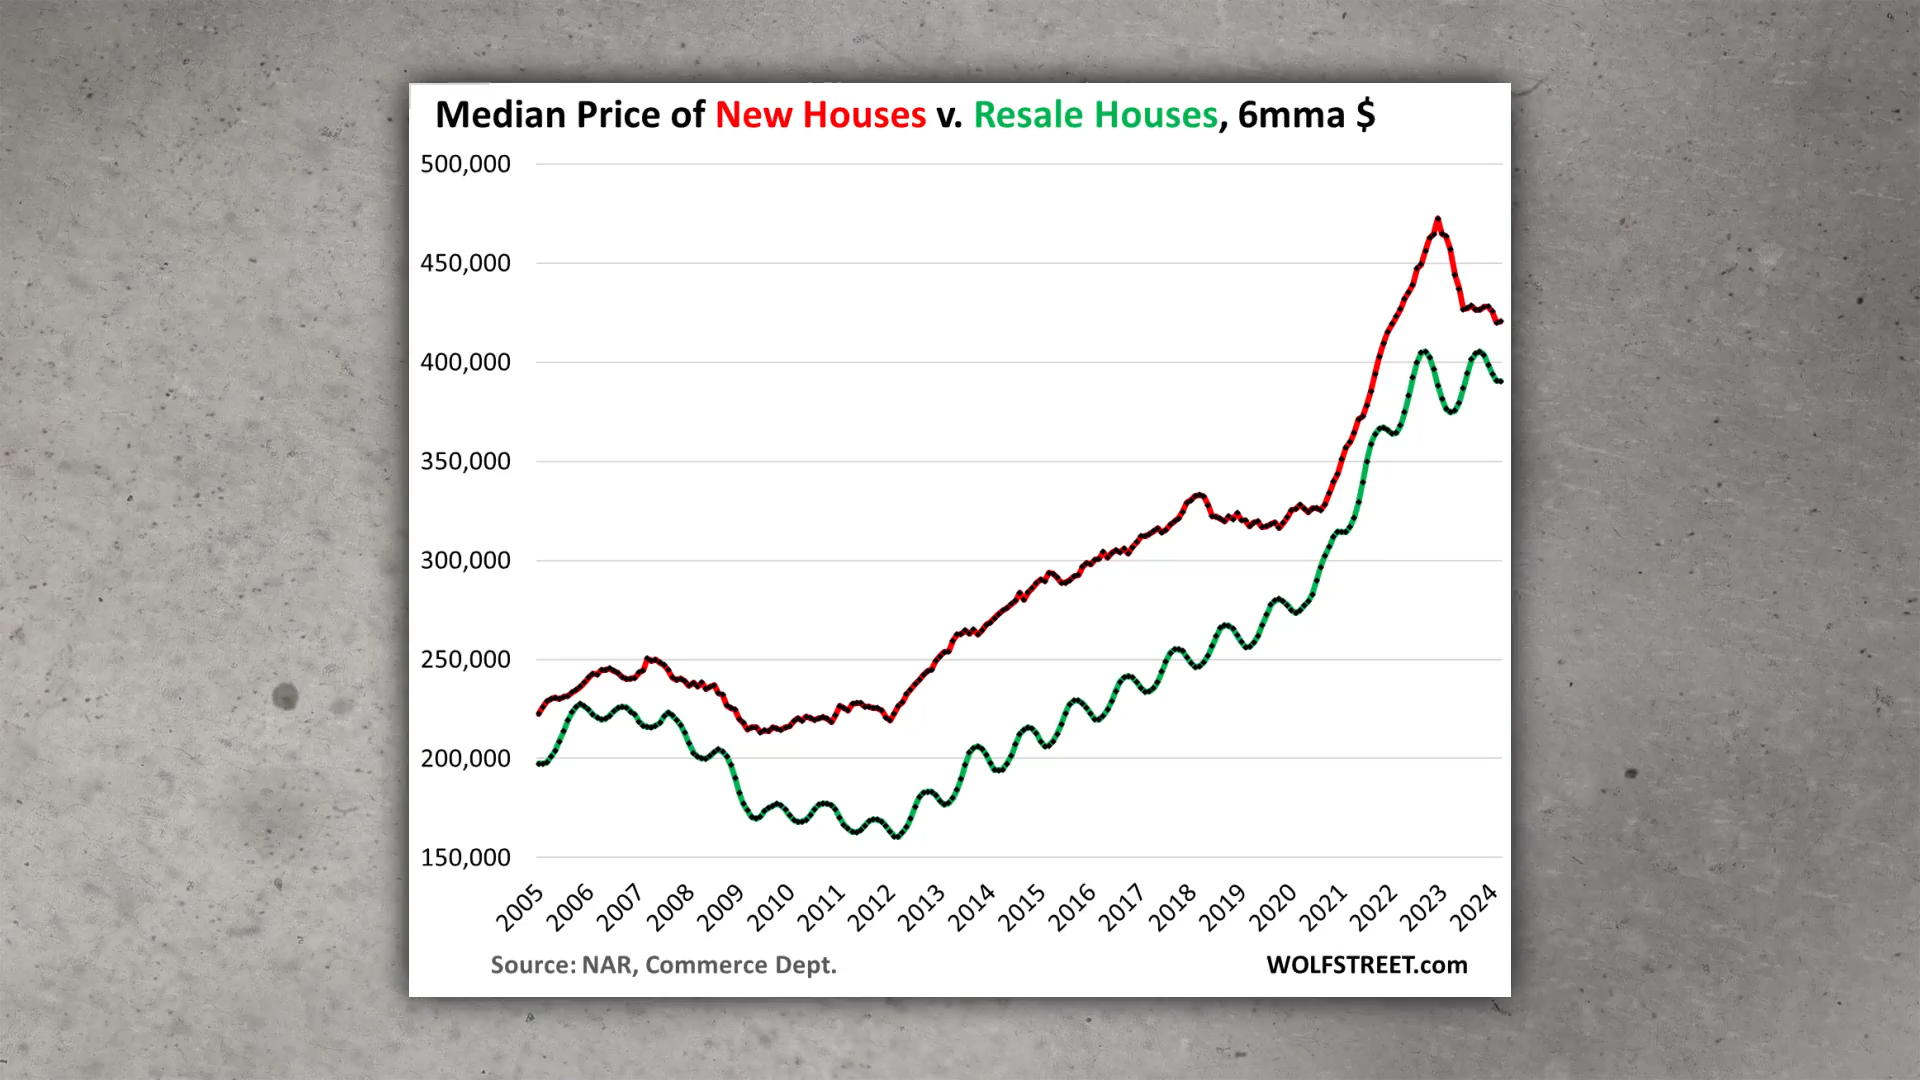 Median Price of New Houses v. Resale Houses, 6mma $
500,000
450,000
400,000
350,000
300,000
250,000
200,000
150,000
2005 2006 2007 2008 2009 2010 2011 2012 2013 2014 2015 2016 2017 2018 2019 2020 2021 2022 2023 2024
Source: NAR, Commerce Dept.
WOLFSTREET.com